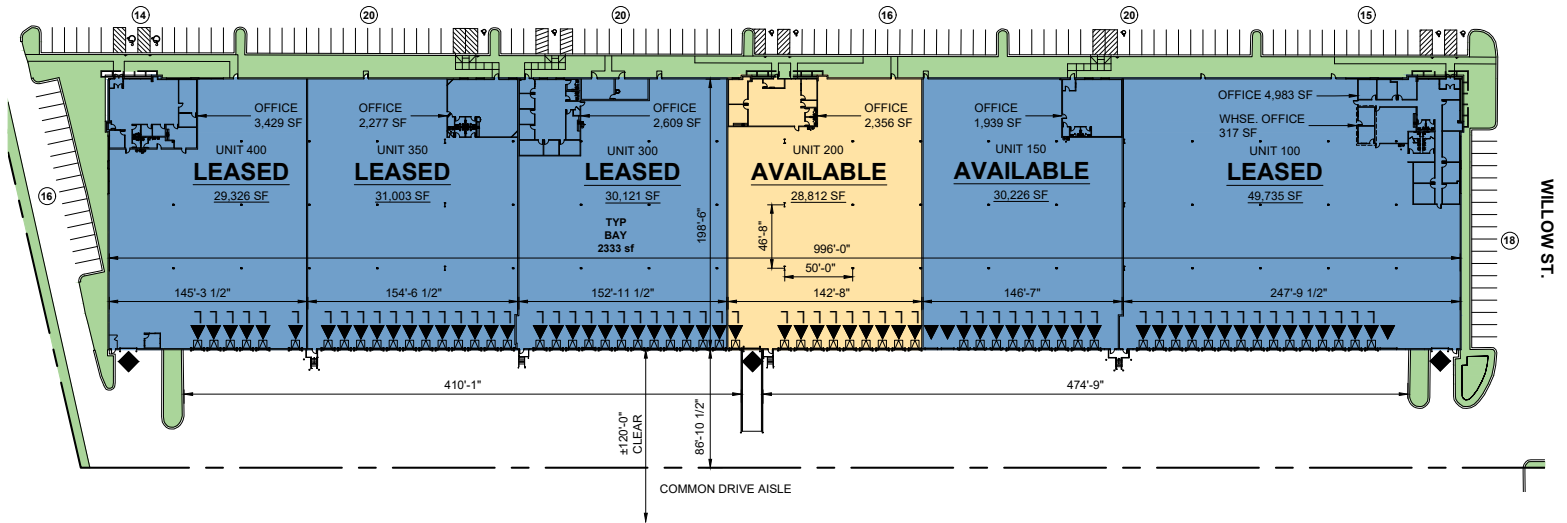 14
20
20
16
20
15
OFFICE
3,429 SF
OFFICE
2,277 SF
OFFICE
2,609 SF
OFFICE
2,356 SF
OFFICE
1,939 SF
OFFICE 4,983 SF
WHSE. OFFICE
317 SF
UNIT 400
LEASED
29,326 SF
UNIT 350
LEASED
31,003 SF
UNIT 300
LEASED
30,121 SF
UNIT 200
AVAILABLE
28,812 SF
UNIT 150
AVAILABLE
30,226 SF
UNIT 100
LEASED
49,735 SF
16
18
WILLOW ST.
TYP
BAY
2333 sf
198'-6"
46'-8"
996'-0"
50'-0"
145'-3 1/2"
154'-6 1/2"
152'-11 1/2"
142'-8"
146'-7"
247'-9 1/2"
410'-1"
474'-9"
±120'-0"
CLEAR
86'-10 1/2"
COMMON DRIVE AISLE